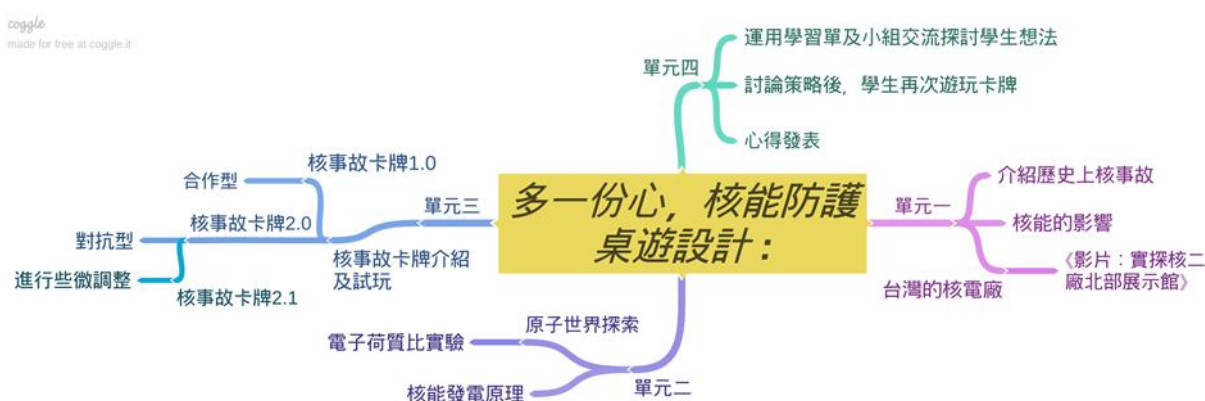 coggle
made for free at coggle.it
多一份心，核能防護
桌遊設計：
單元一
介紹歷史上核事故
核能的影響
台灣的核電廠
《影片：實探核二
廠北部展示館》
單元二
原子世界探索
電子荷質比實驗
核能發電原理
單元三
核事故卡牌介紹
及試玩
核事故卡牌1.0
合作型
核事故卡牌2.0
對抗型
核事故卡牌2.1
進行些微調整
單元四
運用學習單及小組交流探討學生想法
討論策略後，學生再次遊玩卡牌
心得發表